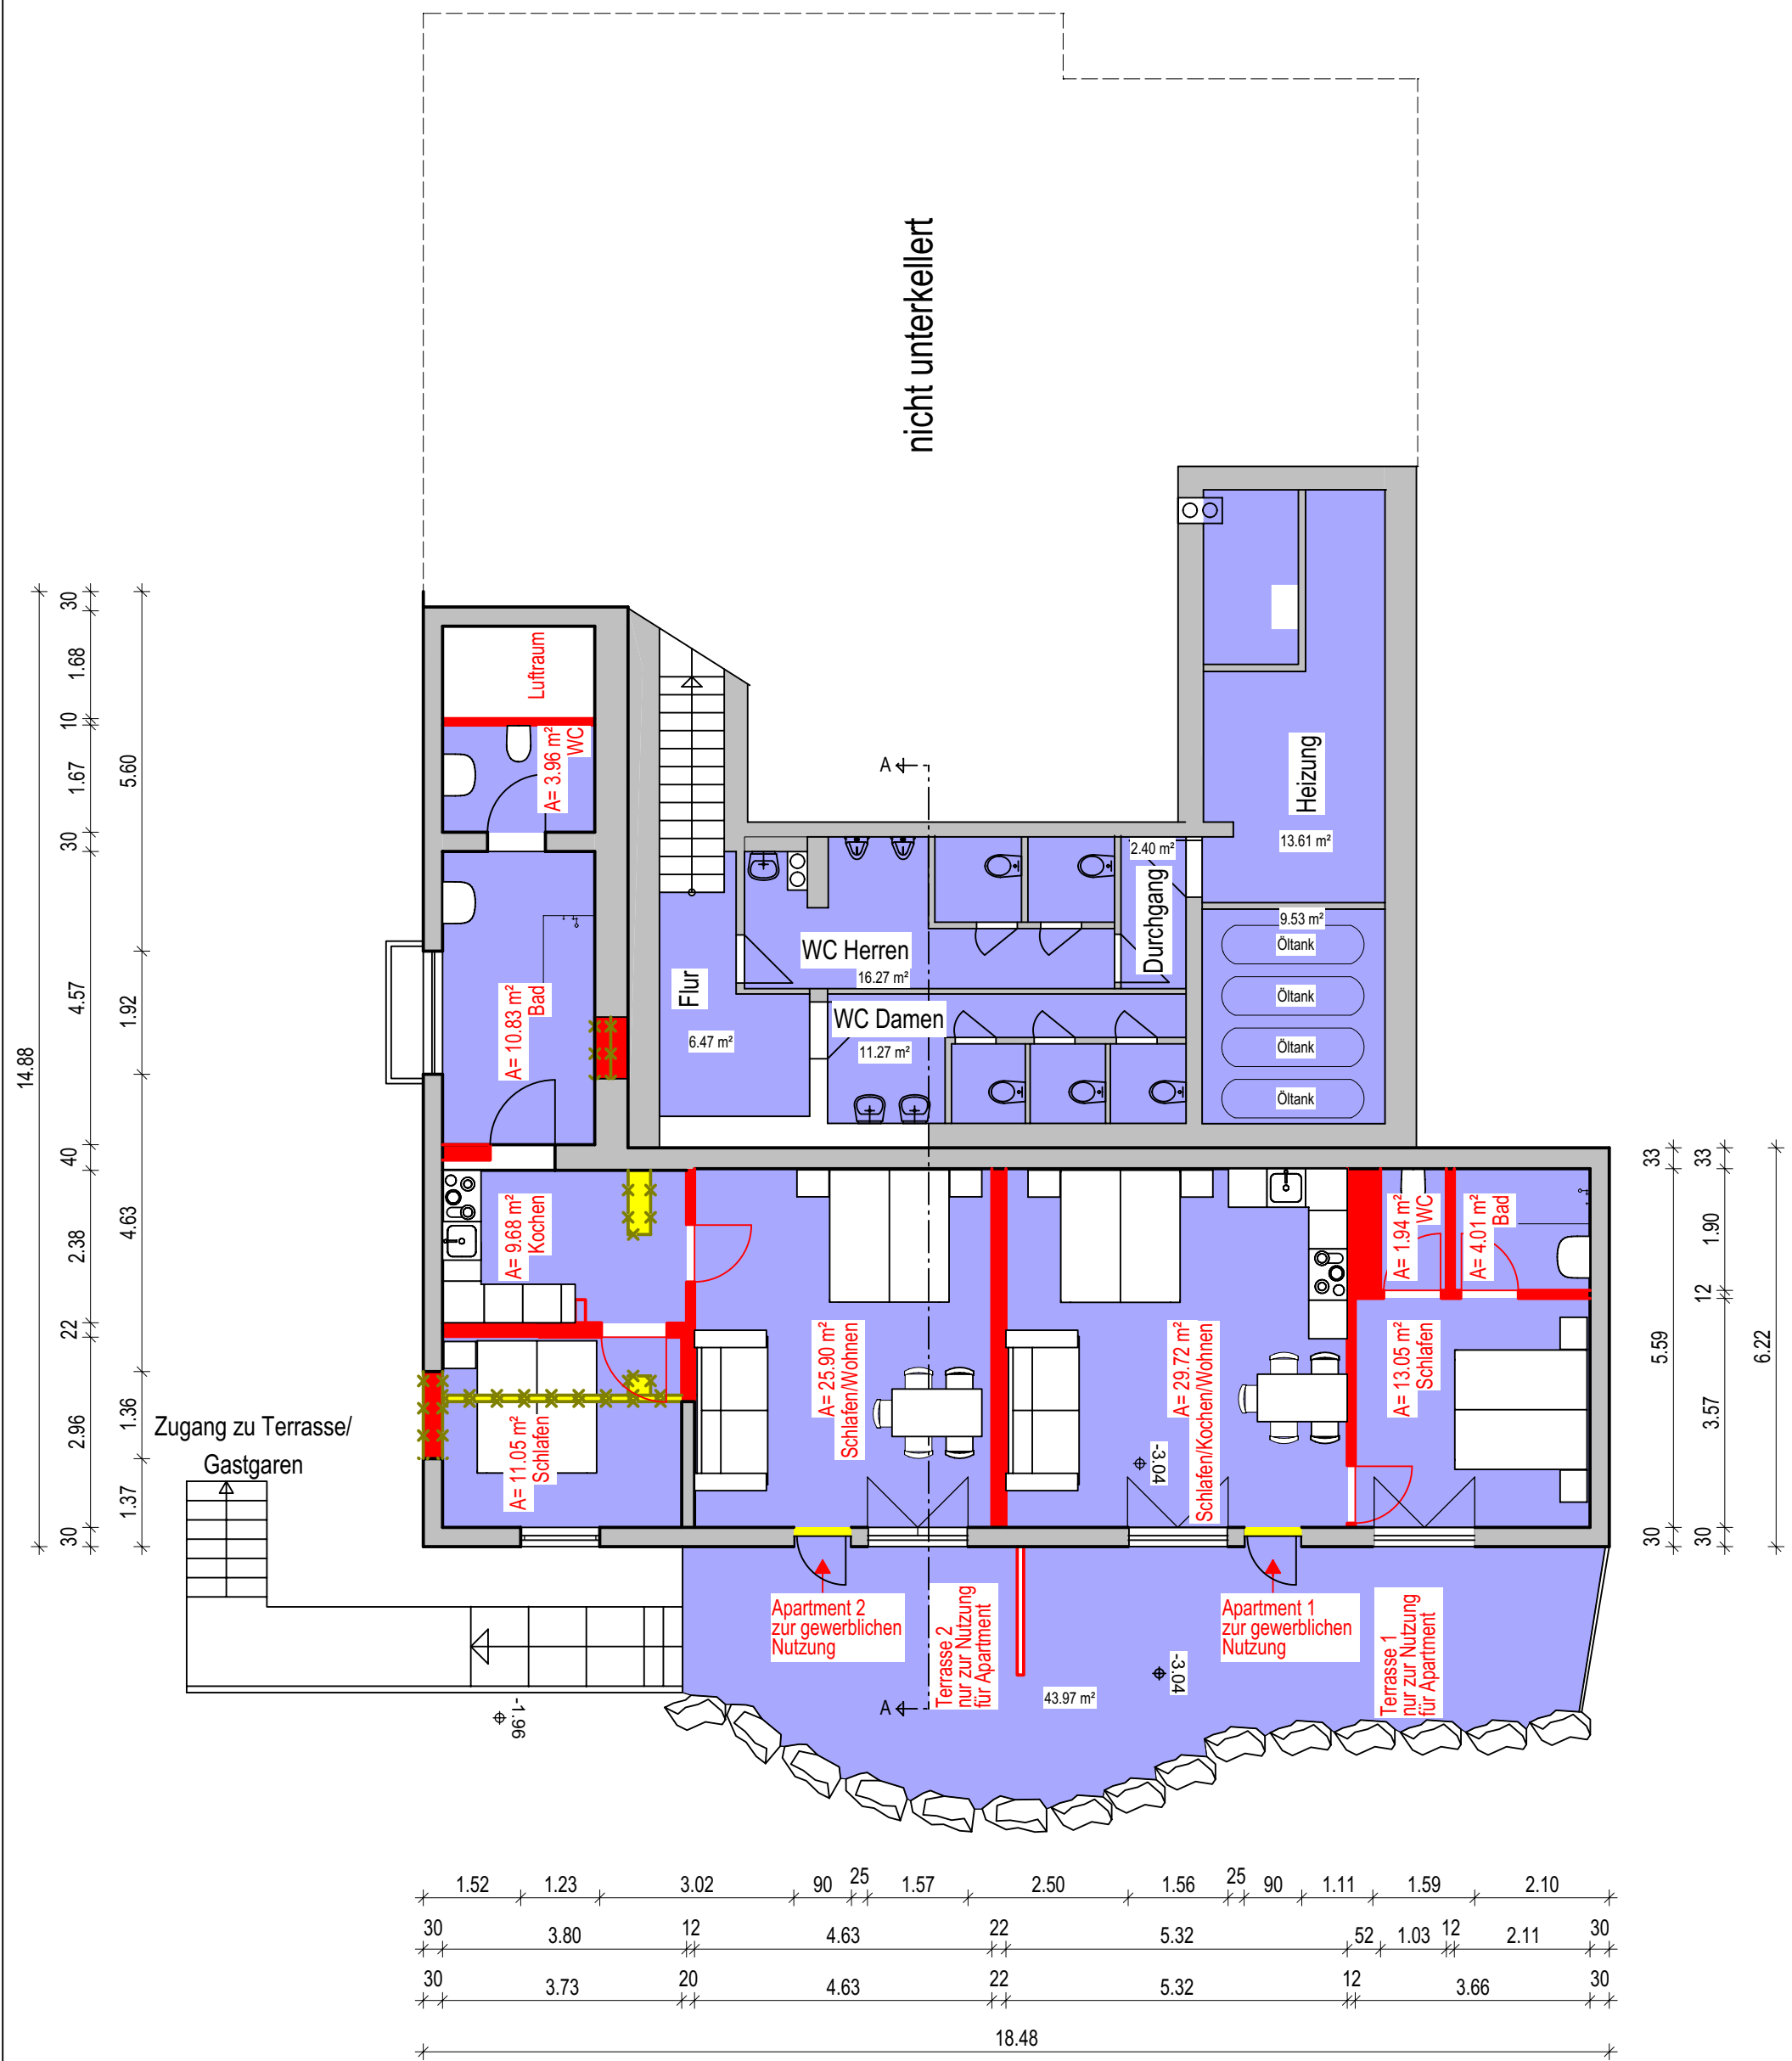 nicht unterkellert
Luftraum
A= 3.96 m²
WC
A
Heizung
13.61 m²
2.40 m²
Durchgang
9.53 m²
Öltank
Öltank
Öltank
Öltank
WC Herren
16.27 m²
Flur
6.47 m²
WC Damen
11.27 m²
A= 10.83 m²
Bad
A= 9.68 m²
Kochen
A= 11.05 m²
Schlafen
A= 25.90 m²
Schlafen/Wohnen
A= 29.72 m²
Schlafen/Kochen/Wohnen
-3.04
A= 1.94 m²
WC
A= 4.01 m²
Bad
A= 13.05 m²
Schlafen
Zugang zu Terrasse/
Gastgaren
Apartment 2
zur gewerblichen
Nutzung
Terrasse 2
nur zur Nutzung
für Apartment
Apartment 1
zur gewerblichen
Nutzung
Terrasse 1
nur zur Nutzung
für Apartment
-3.04
43.97 m²
A
-1.96
14.88
30
1.68
10
1.67
30
4.57
40
2.38
22
2.96
30
5.60
1.92
4.63
1.36
1.37
33
5.59
30
33
1.90
12
3.57
30
6.22
1.52
1.23
3.02
90
25
1.57
2.50
1.56
25
90
1.11
1.59
2.10
30
3.80
12
4.63
22
5.32
52
1.03
12
2.11
30
30
3.73
20
4.63
22
5.32
12
3.66
30
18.48